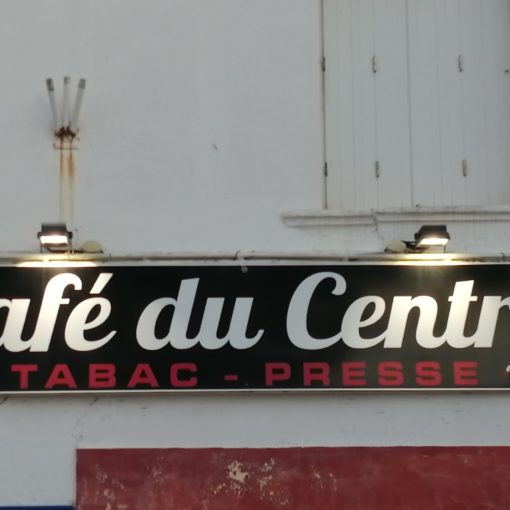 afé du Centr
TABAC - PRESSE